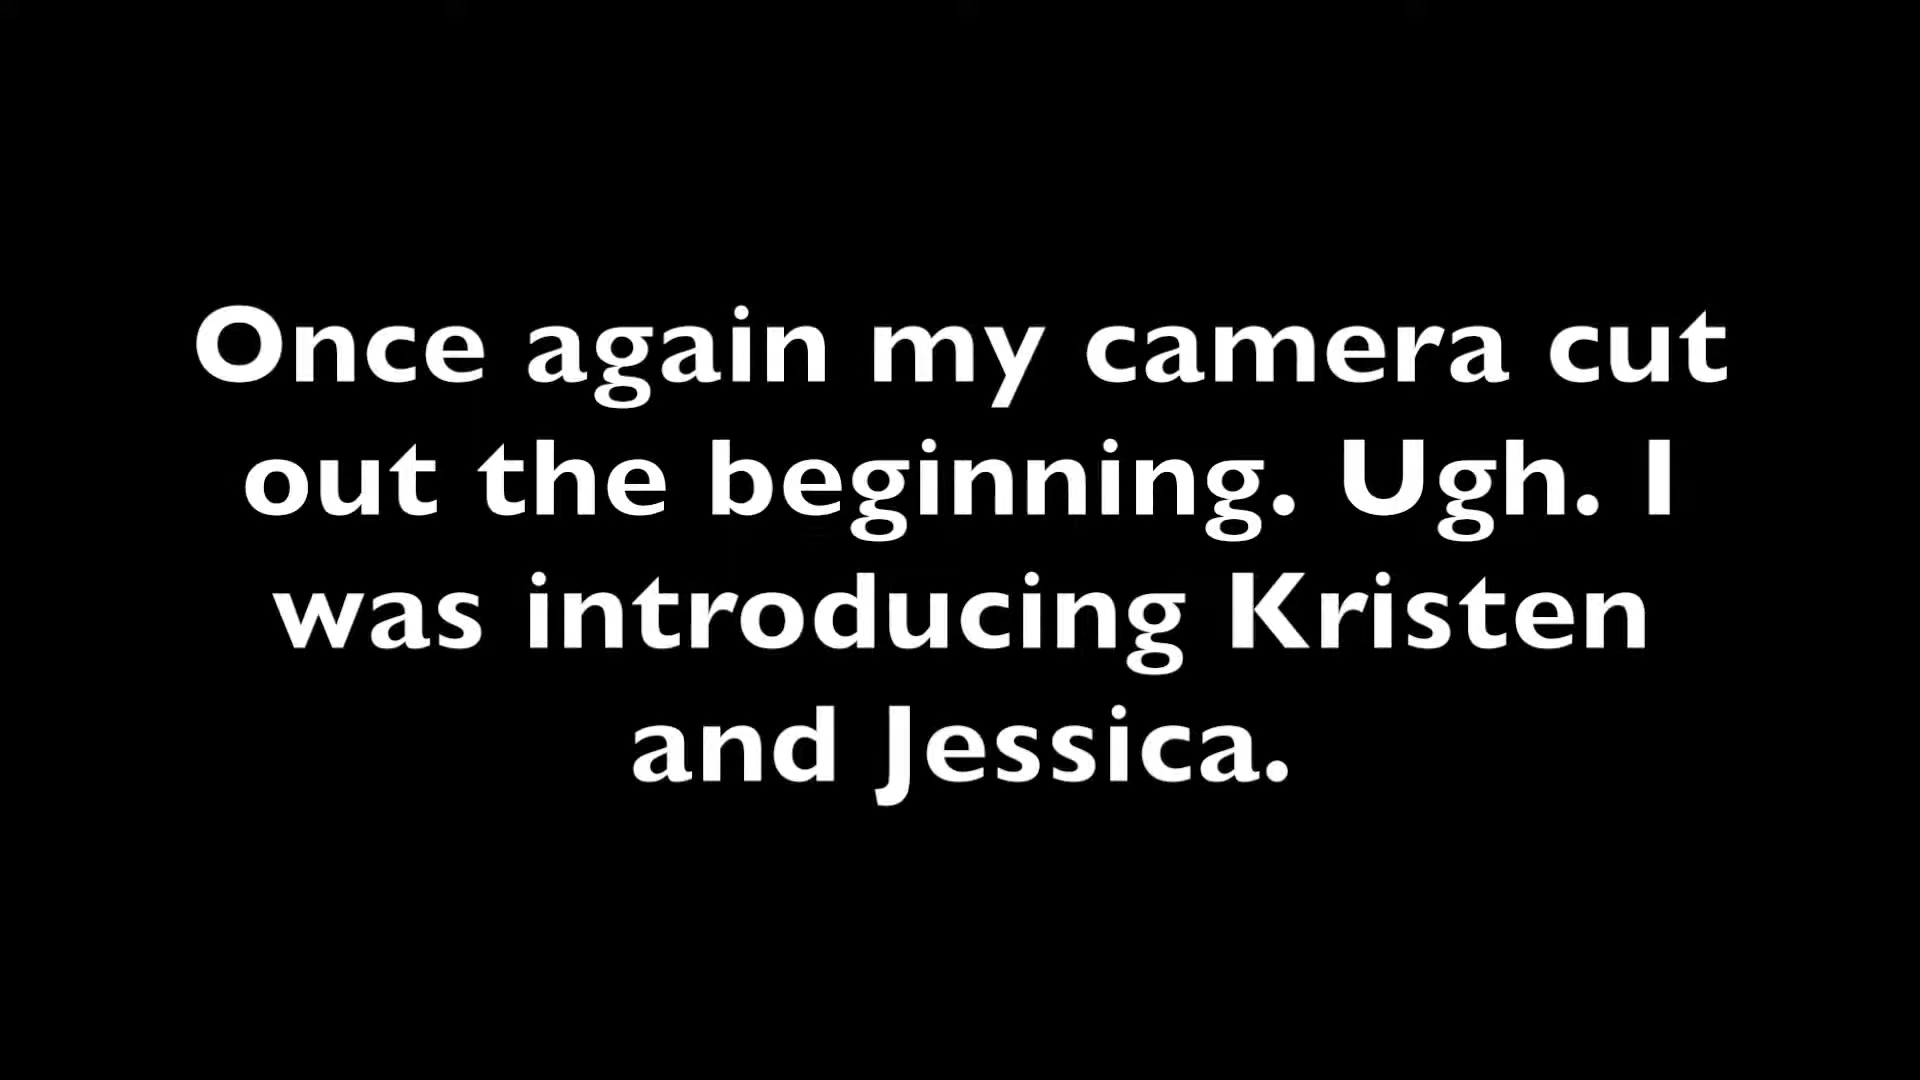 Once again my camera cut
out the beginning. Ugh. I
was introducing Kristen
and Jessica.